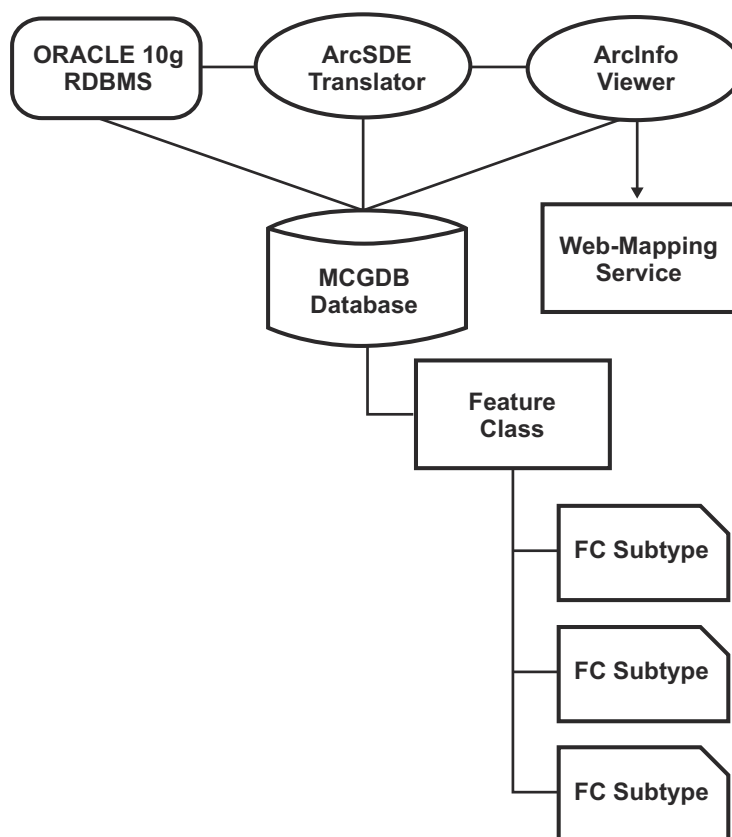 ORACLE 10g
RDBMS
ArcSDE
Translator
ArcInfo
Viewer
MCGDB
Database
Web-Mapping
Service
Feature
Class
FC Subtype
FC Subtype
FC Subtype